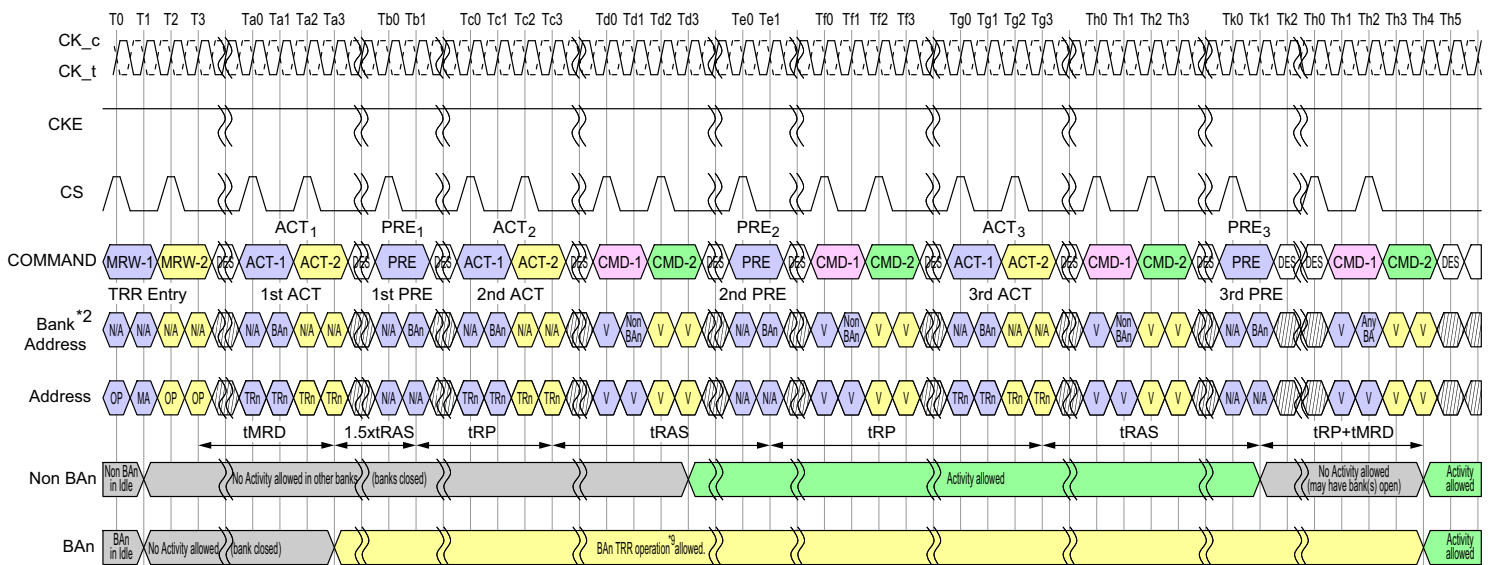 T0 T1 T2 T3 Ta0 Ta1 Ta2 Ta3 Tb0 Tb1 Tc0 Tc1 Tc2 Tc3 Td0 Td1 Td2 Td3 Te0 Te1 Tf0 Tf1 Tf2 Tf3 Tg0 Tg1 Tg2 Tg3 Th0 Th1 Th2 Th3 Tk0 Tk1 Tk2 Th0 Th1 Th2 Th3 Th4 Th5
CK_c
CK_t
CKE
CS
ACT1 PRE1 ACT2 PRE2 ACT3 PRE3
COMMAND MRW-1 MRW-2 DES ACT-1 ACT-2 DES PRE DES ACT-1 ACT-2 DES CMD-1 CMD-2 DES PRE DES CMD-1 CMD-2 DES ACT-1 ACT-2 DES CMD-1 CMD-2 DES PRE DES DES CMD-1 CMD-2 DES
TRR Entry 1st ACT 1st PRE 2nd ACT 2nd PRE 3rd ACT 3rd PRE
Bank*2 Address N/A N/A N/A N/A N/A BAn N/A N/A N/A BAn N/A BAn N/A N/A V Non BAn V V N/A BAn V Non BAn V V N/A BAn N/A N/A V Non BAn V V N/A BAn V Any BA V V
Address OP MA OP OP TRn TRn TRn TRn N/A N/A TRn TRn TRn TRn V V V V N/A N/A V V V V TRn TRn TRn TRn V V V V N/A N/A V V V V
tMRD 1.5xtRAS tRP tRAS tRP tRAS tRP+tMRD
Non BAn Non BAn in Idle No Activity allowed in other banks (banks closed) Activity allowed No Activity allowed (may have bank(s) open) Activity allowed
BAn BAn in Idle No Activity allowed (bank closed) BAn TRR operation*9 allowed. Activity allowed